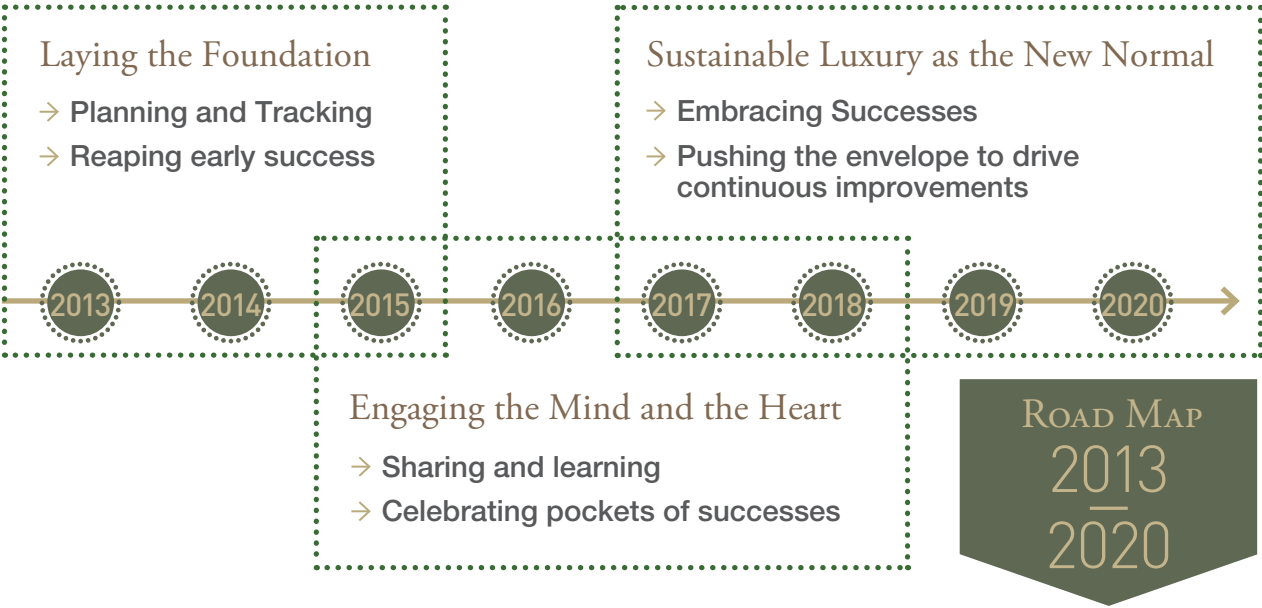 Laying the Foundation
→ Planning and Tracking
→ Reaping early success
Sustainable Luxury as the New Normal
→ Embracing Successes
→ Pushing the envelope to drive
continuous improvements
2013 2014 2015 2016 2017 2018 2019 2020
Engaging the Mind and the Heart
→ Sharing and learning
→ Celebrating pockets of successes
Road Map
2013
—
2020